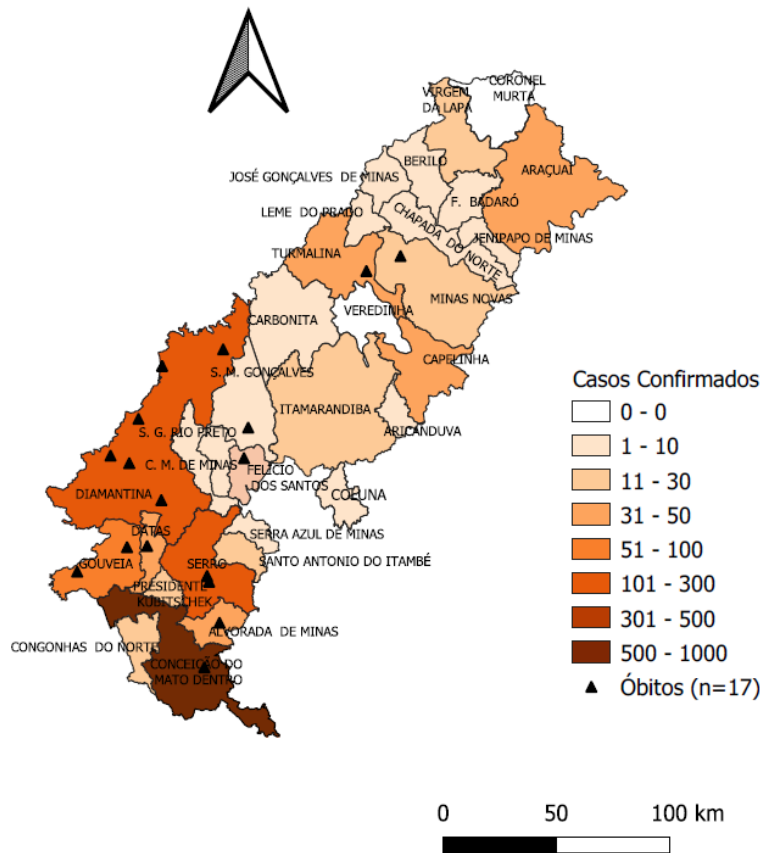 CORONEL
MURTA
VIRGEM
DA LAPA
BERILO
ARAÇUAI
JOSÉ GONÇALVES DE MINAS
F. BADARÓ
LEME DO PRADO
CHAPADA DO NORTE
JENIPAPO DE MINAS
TURMALINA
MINAS NOVAS
VEREDINHA
CARBONITA
CAPELINHA
S. M. GONÇALVES
ITAMARANDIBA
ARICANDUVA
S. G. RIO PRETO
C. M. DE MINAS
FELÍCIO
DOS SANTOS
DIAMANTINA
COLUNA
DATAS
SERRA AZUL DE MINAS
GOUVEIA
SERRO
SANTO ANTONIO DO ITAMBÉ
PRESIDENTE
KUBITSCHEK
ALVORADA DE MINAS
CONGONHAS DO NORTE
CONCEIÇÃO DO
MATO DENTRO
Casos Confirmados
0 - 0
1 - 10
11 - 30
31 - 50
51 - 100
101 - 300
301 - 500
500 - 1000
Óbitos (n=17)
0 50 100 km